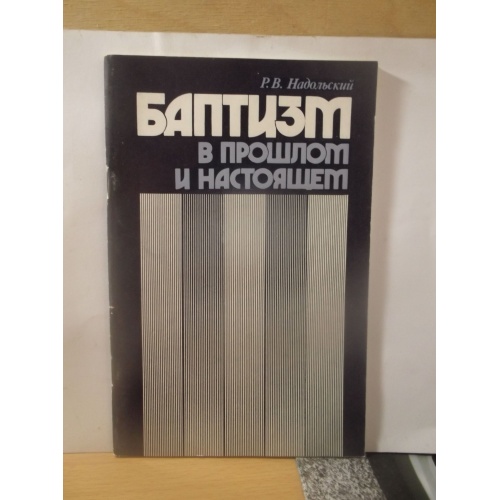 Р. В. Надольский
БАПТИЗМ
В ПРОШЛОМ
И НАСТОЯЩЕМ